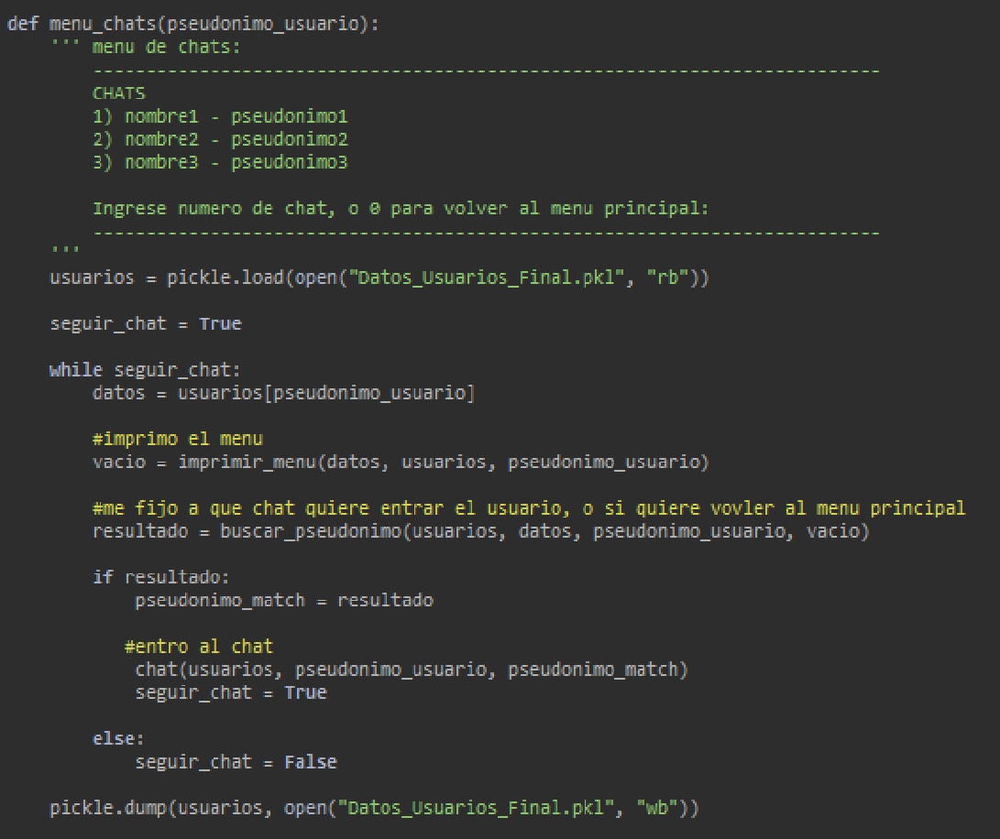 def menu_chats(pseudonimo_usuario):
    ''' menu de chats:
        --------------------------------------------------------------------------
        CHATS
        1) nombre1 - pseudonimo1
        2) nombre2 - pseudonimo2
        3) nombre3 - pseudonimo3

        Ingrese numero de chat, o 0 para volver al menu principal:
        --------------------------------------------------------------------------
    '''
    usuarios = pickle.load(open("Datos_Usuarios_Final.pkl", "rb"))

    seguir_chat = True

    while seguir_chat:
        datos = usuarios[pseudonimo_usuario]

        #imprimo el menu
        vacio = imprimir_menu(datos, usuarios, pseudonimo_usuario)

        #me fijo a que chat quiere entrar el usuario, o si quiere vovler al menu principal
        resultado = buscar_pseudonimo(usuarios, datos, pseudonimo_usuario, vacio)

        if resultado:
            pseudonimo_match = resultado

           #entro al chat
            chat(usuarios, pseudonimo_usuario, pseudonimo_match)
            seguir_chat = True

        else:
            seguir_chat = False

    pickle.dump(usuarios, open("Datos_Usuarios_Final.pkl", "wb"))